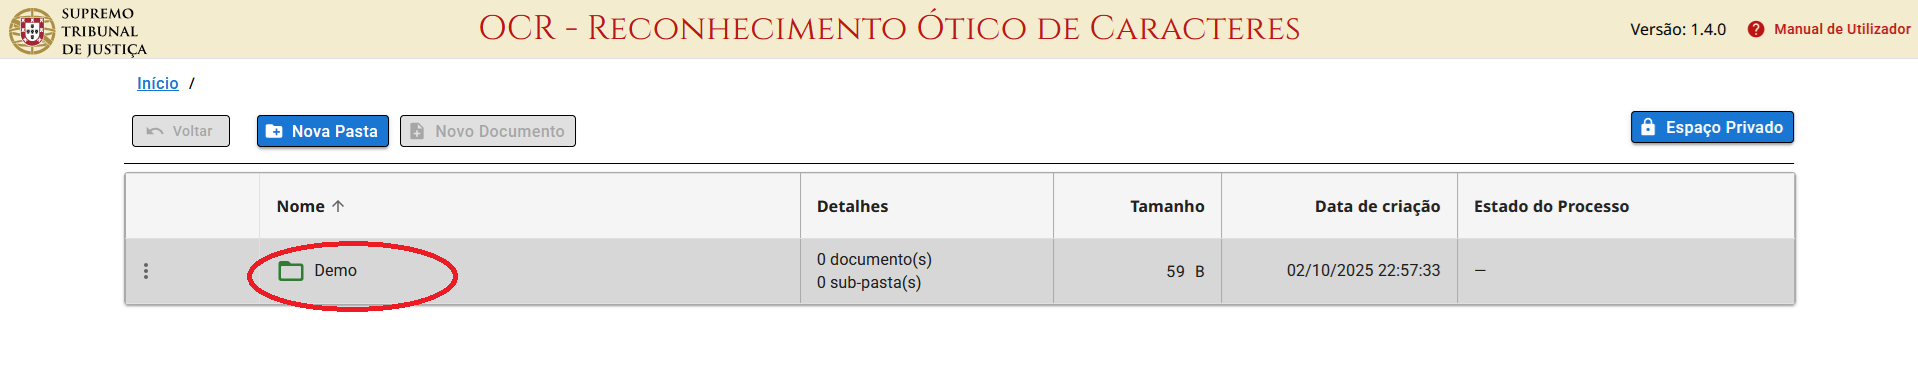 SUPREMO
TRIBUNAL
DE JUSTIÇA
OCR - Reconhecimento Ótico de Caracteres
Versão: 1.4.0
Manual de Utilizador
Início /
Voltar
Nova Pasta
Novo Documento
Espaço Privado
Nome
Detalhes
Tamanho
Data de criação
Estado do Processo
Demo
0 documento(s)
0 sub-pasta(s)
59 B
02/10/2025 22:57:33
—